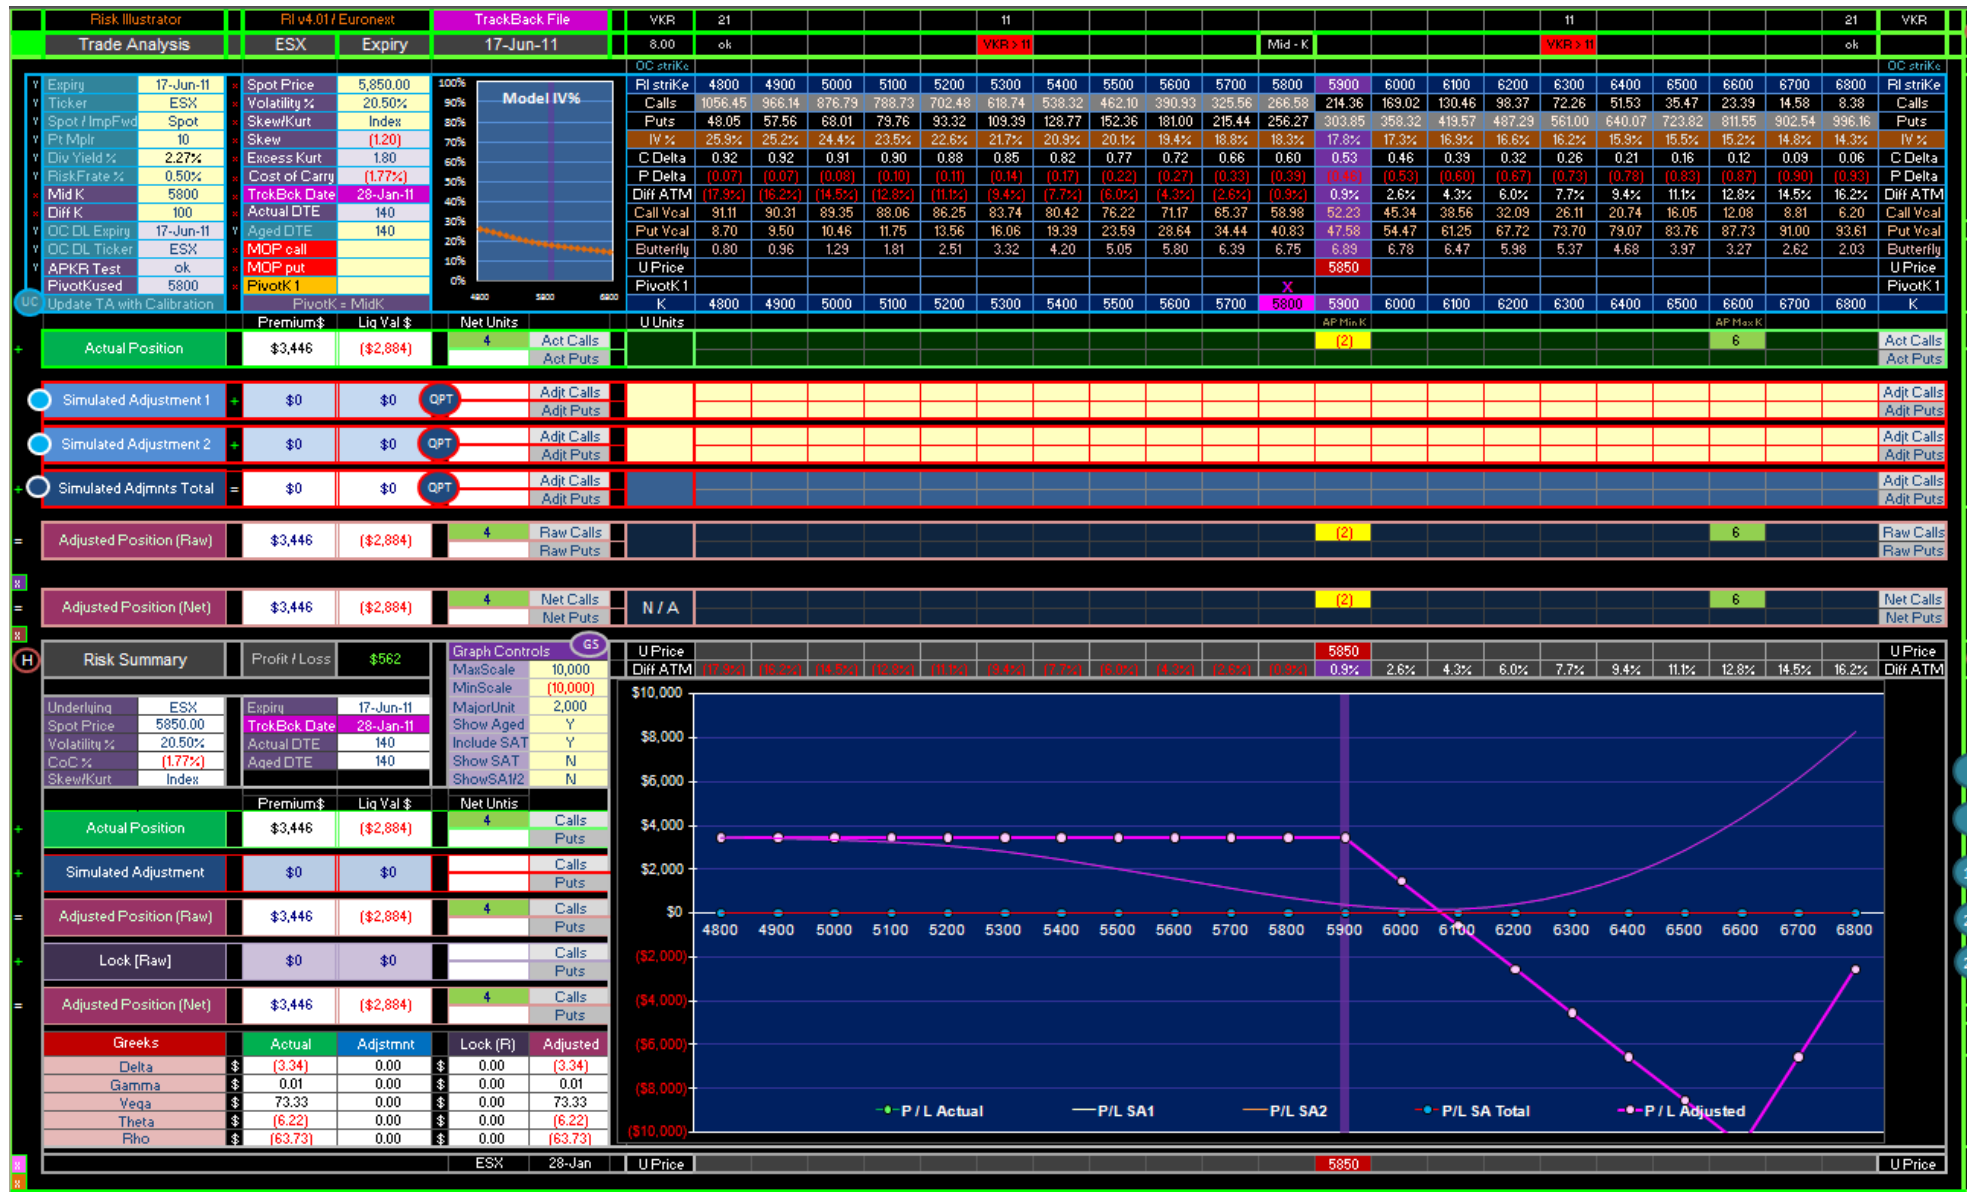 Risk Illustrator RI v4.01 / Euronext TrackBack File VKR 21 11 11 21 VKR
Trade Analysis ESX Expiry 17-Jun-11 8.00 ok VKR > 11 Mid - K VKR > 11 ok
OC striKe OC striKe
Y Expiry 17-Jun-11 x Spot Price 5,850.00 100% RI striKe 4800 4900 5000 5100 5200 5300 5400 5500 5600 5700 5800 5900 6000 6100 6200 6300 6400 6500 6600 6700 6800 RI striKe
Y Ticker ESX x Volatility % 20.50% 90% Model IV% Calls 1056.45 966.14 876.79 788.73 702.48 618.74 538.32 462.10 390.93 325.56 266.58 214.36 169.02 130.46 98.37 72.26 51.53 35.47 23.39 14.58 8.38 Calls
Y Spot / ImpFwd Spot x Skew/Kurt Index 80% Puts 48.05 57.56 68.01 79.76 93.32 109.39 128.77 152.36 181.00 215.44 256.27 303.85 358.32 419.57 487.29 561.00 640.07 723.82 811.55 902.54 996.16 Puts
Y Pt Mplr 10 x Skew (1.20) 70% IV % 25.9% 25.2% 24.4% 23.5% 22.6% 21.7% 20.9% 20.1% 19.4% 18.8% 18.3% 17.8% 17.3% 16.9% 16.6% 16.2% 15.9% 15.5% 15.2% 14.8% 14.3% IV %
Y Div Yield % 2.27% x Excess Kurt 1.80 60% C Delta 0.92 0.92 0.91 0.90 0.88 0.85 0.82 0.77 0.72 0.66 0.60 0.53 0.46 0.39 0.32 0.26 0.21 0.16 0.12 0.09 0.06 C Delta
Y RiskFrate % 0.50% x Cost of Carry (1.77%) 50% P Delta (0.07) (0.07) (0.08) (0.10) (0.11) (0.14) (0.17) (0.22) (0.27) (0.33) (0.39) (0.46) (0.53) (0.60) (0.67) (0.73) (0.78) (0.83) (0.87) (0.90) (0.93) P Delta
x Mid K 5800 x TrckBck Date 28-Jan-11 40% Diff ATM (17.9%) (16.2%) (14.5%) (12.8%) (11.1%) (9.4%) (7.7%) (6.0%) (4.3%) (2.6%) (0.9%) 0.9% 2.6% 4.3% 6.0% 7.7% 9.4% 11.1% 12.8% 14.5% 16.2% Diff ATM
x Diff K 100 x Actual DTE 140 30% Call Vcal 91.11 90.31 89.35 88.06 86.25 83.74 80.42 76.22 71.17 65.37 58.98 52.23 45.34 38.56 32.09 26.11 20.74 16.05 12.08 8.81 6.20 Call Vcal
Y OC DL Expiry 17-Jun-11 Y Aged DTE 140 Put Vcal 8.70 9.50 10.46 11.75 13.56 16.06 19.39 23.59 28.64 34.44 40.83 47.58 54.47 61.25 67.72 73.70 79.07 83.76 87.73 91.00 93.61 Put Vcal
Y OC DL Ticker ESX x MOP call 20% Butterfly 0.80 0.96 1.29 1.81 2.51 3.32 4.20 5.05 5.80 6.39 6.75 6.89 6.78 6.47 5.98 5.37 4.68 3.97 3.27 2.62 2.03 Butterfly
Y APKR Test ok x MOP put 10% U Price 5850 U Price
x PivotKused 5800 x PivotK 1 0% PivotK 1 X PivotK 1
UC Update TA with Calibration PivotK = MidK 4800 5800 6800 K 4800 4900 5000 5100 5200 5300 5400 5500 5600 5700 5800 5900 6000 6100 6200 6300 6400 6500 6600 6700 6800 K
Premium$ Liq Val $ Net Units U Units AP Min K AP Max K
+ Actual Position $3,446 ($2,884) 4 Act Calls (2) 6 Act Calls
Act Puts Act Puts
Simulated Adjustment 1 + $0 $0 QPT Adjt Calls Adjt Calls
Adjt Puts Adjt Puts
Simulated Adjustment 2 + $0 $0 QPT Adjt Calls Adjt Calls
Adjt Puts Adjt Puts
+ Simulated Adjmnts Total = $0 $0 QPT Adjt Calls Adjt Calls
Adjt Puts Adjt Puts
= Adjusted Position (Raw) $3,446 ($2,884) 4 Raw Calls (2) 6 Raw Calls
Raw Puts Raw Puts
x
= Adjusted Position (Net) $3,446 ($2,884) 4 Net Calls N / A (2) 6 Net Calls
Net Puts Net Puts
x
H Risk Summary Profit / Loss $562 Graph Controls GS U Price 5850 U Price
MaxScale 10,000 Diff ATM (17.9%) (16.2%) (14.5%) (12.8%) (11.1%) (9.4%) (7.7%) (6.0%) (4.3%) (2.6%) (0.9%) 0.9% 2.6% 4.3% 6.0% 7.7% 9.4% 11.1% 12.8% 14.5% 16.2% Diff ATM
MinScale (10,000) $10,000
Underlying ESX Expiry 17-Jun-11 MajorUnit 2,000
Spot Price 5850.00 TrckBck Date 28-Jan-11 Show Aged Y $8,000
Volatility % 20.50% Actual DTE 140 Include SAT Y
CoC % (1.77%) Aged DTE 140 Show SAT N
Skew/Kurt Index ShowSA1/2 N $6,000
Premium$ Liq Val $ Net Untis
+ Actual Position $3,446 ($2,884) 4 Calls $4,000
Puts
+ Simulated Adjustment $0 $0 Calls $2,000
Puts
= Adjusted Position (Raw) $3,446 ($2,884) 4 Calls $0
Puts 4800 4900 5000 5100 5200 5300 5400 5500 5600 5700 5800 5900 6000 6100 6200 6300 6400 6500 6600 6700 6800
+ Lock [Raw] $0 $0 Calls ($2,000)
Puts
= Adjusted Position (Net) $3,446 ($2,884) 4 Calls ($4,000)
Puts
Greeks Actual Adjstmnt Lock (R) Adjusted ($6,000)
Delta $ (3.34) 0.00 $ 0.00 (3.34)
Gamma $ 0.01 0.00 $ 0.00 0.01 ($8,000)
Vega $ 73.33 0.00 $ 0.00 73.33 P / L Actual P/L SA1 P/L SA2 P/L SA Total P / L Adjusted
Theta $ (6.22) 0.00 $ 0.00 (6.22)
Rho $ (63.73) 0.00 $ 0.00 (63.73) ($10,000)
x ESX 28-Jan U Price 5850 U Price
x